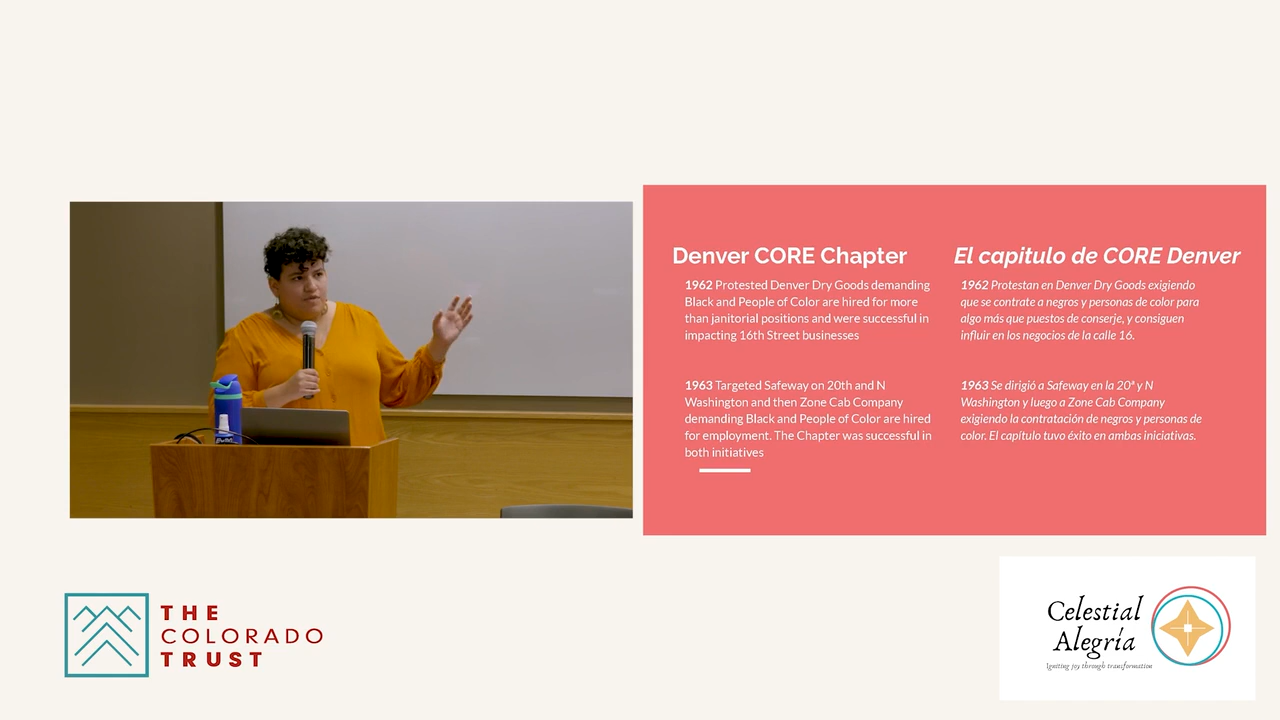 Denver CORE Chapter
1962 Protested Denver Dry Goods demanding
Black and People of Color are hired for more
than janitorial positions and were successful in
impacting 16th Street businesses
1963 Targeted Safeway on 20th and N
Washington and then Zone Cab Company
demanding Black and People of Color are hired
for employment. The Chapter was successful in
both initiatives
El capitulo de CORE Denver
1962 Protestan en Denver Dry Goods exigiendo
que se contrate a negros y personas de color para
algo más que puestos de conserje, y consiguen
influir en los negocios de la calle 16.
1963 Se dirigió a Safeway en la 20ª y N
Washington y luego a Zone Cab Company
exigiendo la contratación de negros y personas de
color. El capítulo tuvo éxito en ambas iniciativas.
THE
COLORADO
TRUST
Celestial
Alegría
Igniting joy through transformation